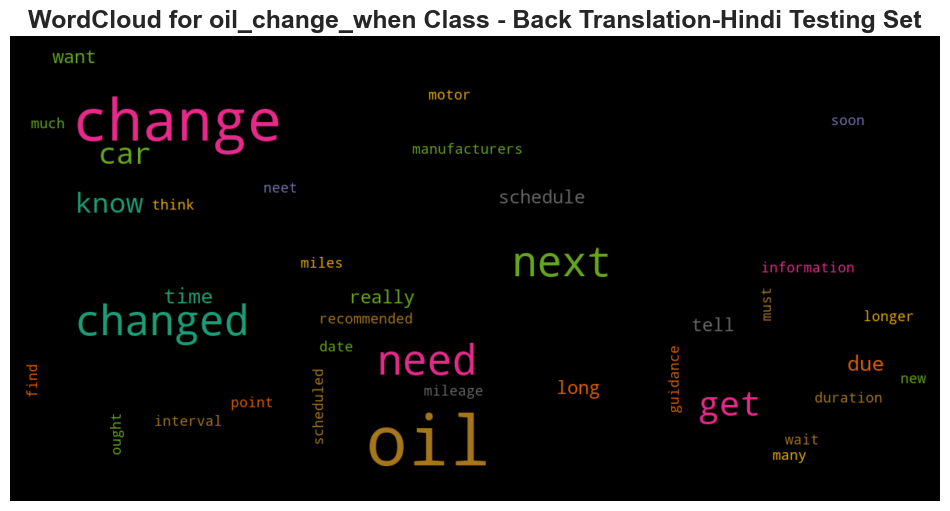 WordCloud for oil_change_when Class - Back Translation-Hindi Testing Set
want
motor
change
much
soon
car
manufacturers
neet
know
think
schedule
next
miles
information
time
really
must
changed
recommended
tell
longer
date
need
due
find
scheduled
mileage
long
guidance
new
point
get
duration
ought
interval
oil
wait
many